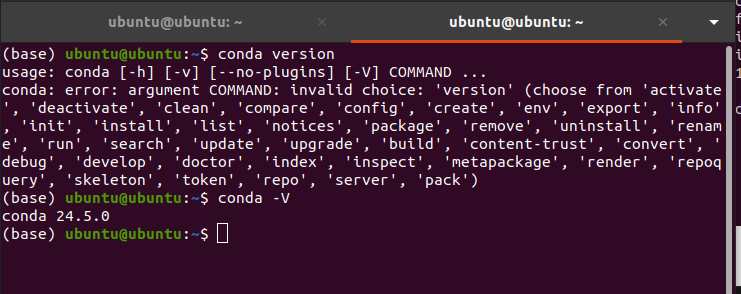 ubuntu@ubuntu: ~ × ubuntu@ubuntu: ~ ×
(base) ubuntu@ubuntu:~$ conda version
usage: conda [-h] [-v] [--no-plugins] [-V] COMMAND ...
conda: error: argument COMMAND: invalid choice: 'version' (choose from 'activate
', 'deactivate', 'clean', 'compare', 'config', 'create', 'env', 'export', 'info'
, 'init', 'install', 'list', 'notices', 'package', 'remove', 'uninstall', 'renam
e', 'run', 'search', 'update', 'upgrade', 'build', 'content-trust', 'convert', '
debug', 'develop', 'doctor', 'index', 'inspect', 'metapackage', 'render', 'repoq
uery', 'skeleton', 'token', 'repo', 'server', 'pack')
(base) ubuntu@ubuntu:~$ conda -V
conda 24.5.0
(base) ubuntu@ubuntu:~$